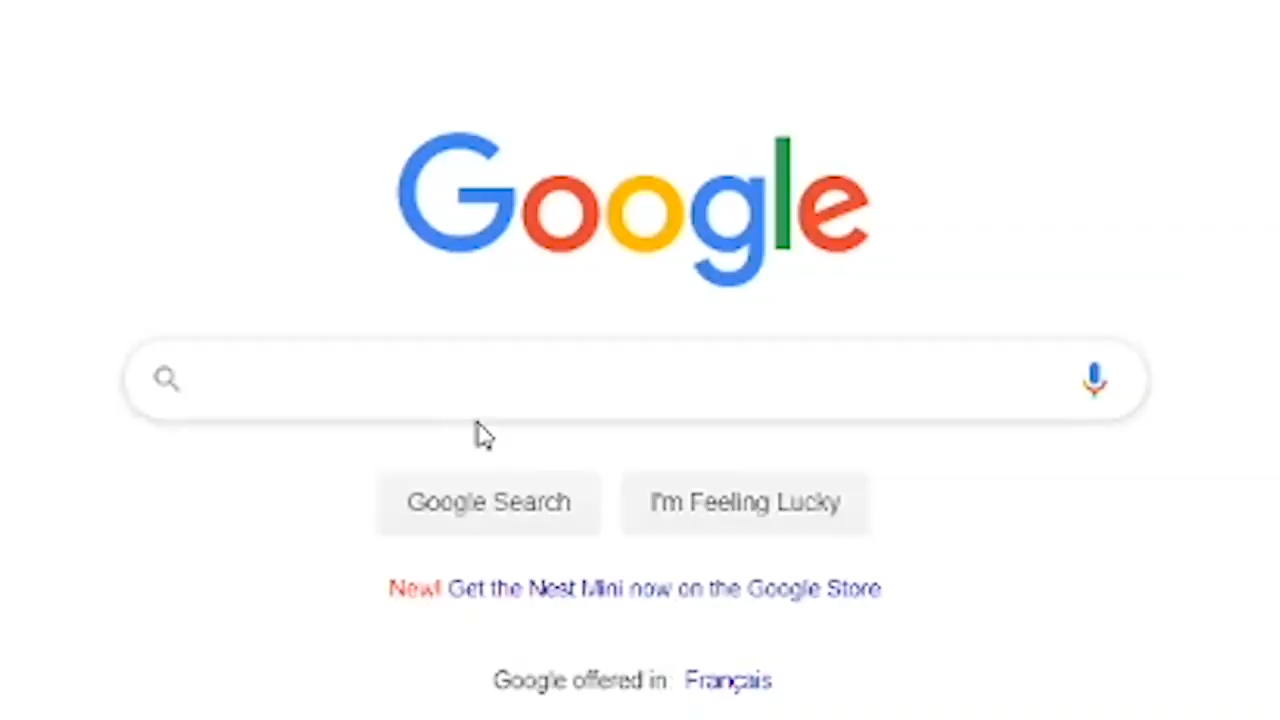 Google
Google Search
I'm Feeling Lucky
New! Get the Nest Mini now on the Google Store
Google offered in: Français